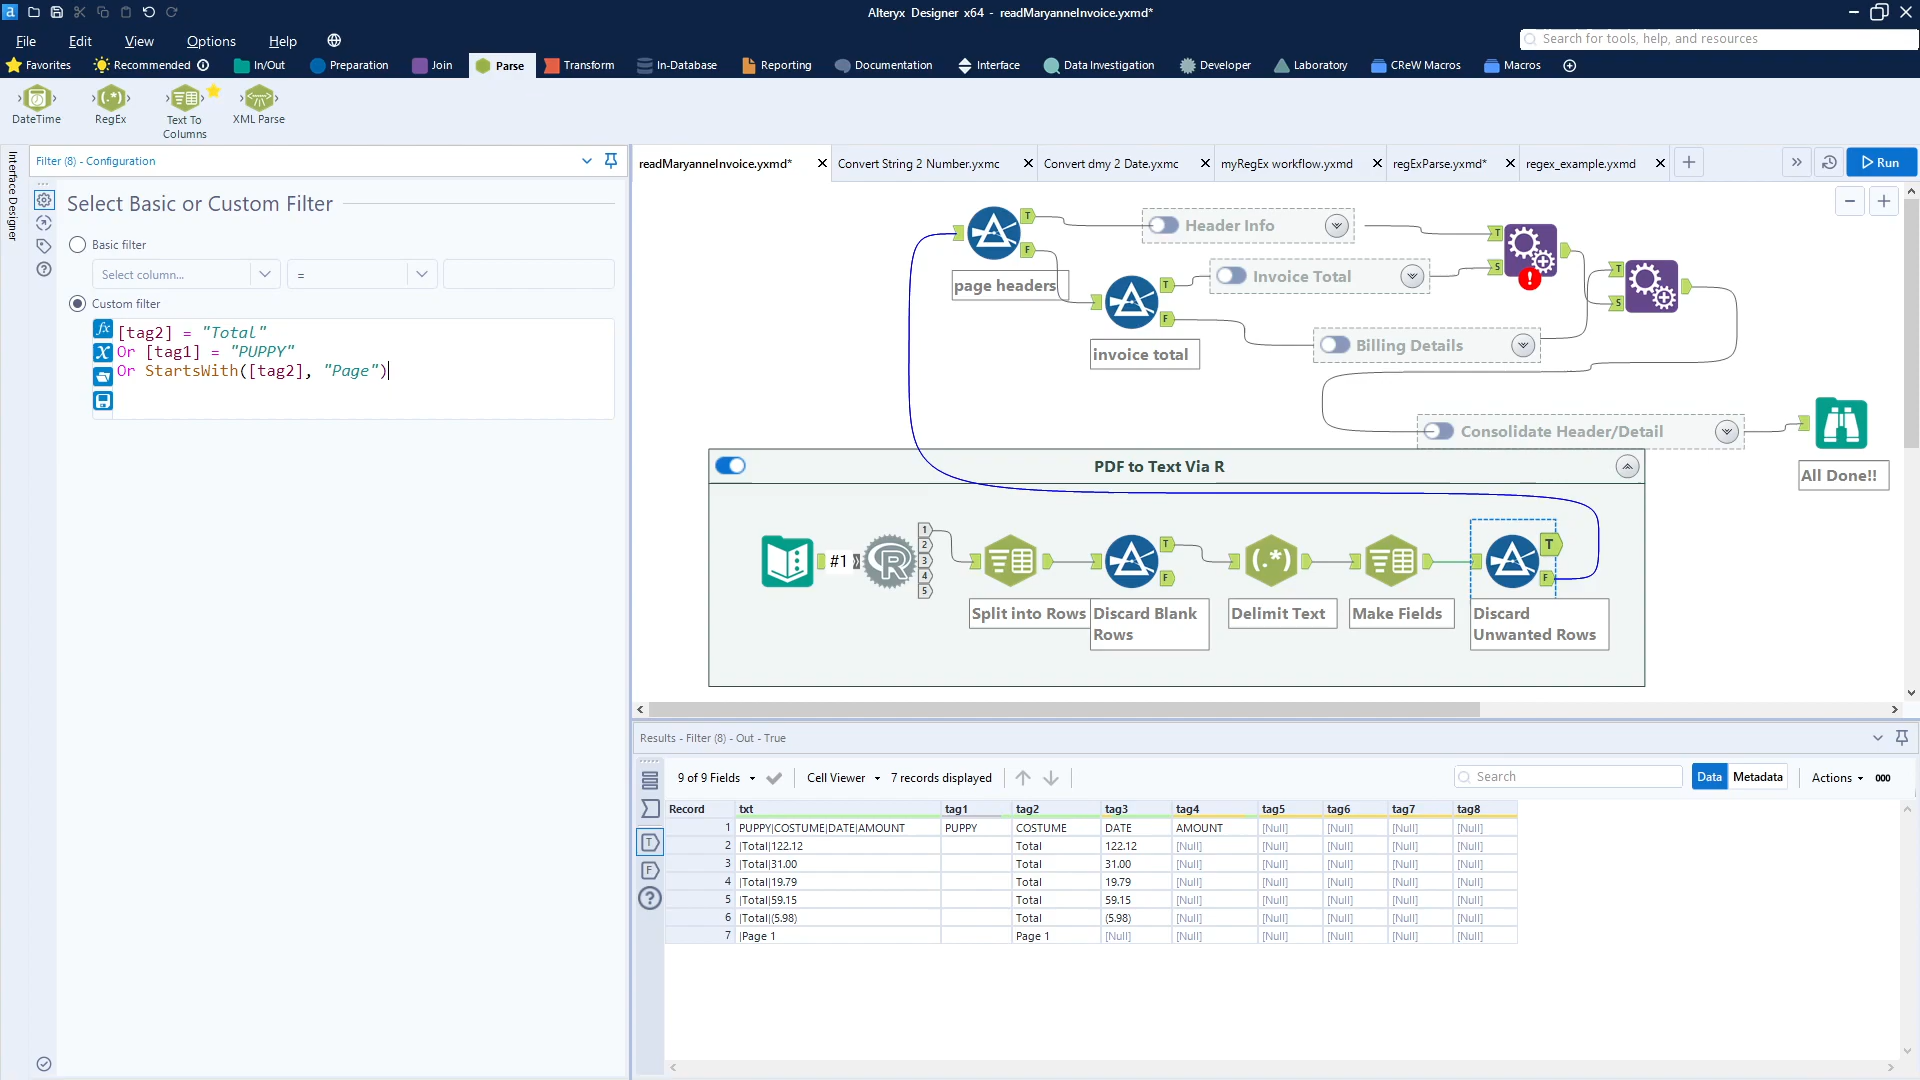 a
Alteryx Designer x64 - readMaryanneInvoice.yxmd*
File Edit View Options Help
Search for tools, help, and resources
Favorites Recommended In/Out Preparation Join Parse Transform In-Database Reporting Documentation Interface Data Investigation Developer Laboratory CReW Macros Macros
DateTime RegEx Text To Columns XML Parse
Interface Designer
Filter (8) - Configuration
Select Basic or Custom Filter
Basic filter
Select column... =
Custom filter
[tag2] = "Total"
Or [tag1] = "PUPPY"
Or StartsWith([tag2], "Page")
readMaryanneInvoice.yxmd* Convert String 2 Number.yxmc Convert dmy 2 Date.yxmc myRegEx workflow.yxmd regExParse.yxmd* regex_example.yxmd Run
T Header Info T
F page headers S
T Invoice Total T
F invoice total S
Billing Details
Consolidate Header/Detail
All Done!!
PDF to Text Via R
#1 R 1 2 3 4 5 T F (.*) T F
Split into Rows
Discard Blank
Rows
Delimit Text
Make Fields
Discard
Unwanted Rows
Results - Filter (8) - Out - True
9 of 9 Fields Cell Viewer 7 records displayed Search Data Metadata Actions 000
Record txt tag1 tag2 tag3 tag4 tag5 tag6 tag7 tag8
1 PUPPY|COSTUME|DATE|AMOUNT PUPPY COSTUME DATE AMOUNT [Null] [Null] [Null] [Null]
2 |Total|122.12 Total 122.12 [Null] [Null] [Null] [Null] [Null]
3 |Total|31.00 Total 31.00 [Null] [Null] [Null] [Null] [Null]
4 |Total|19.79 Total 19.79 [Null] [Null] [Null] [Null] [Null]
5 |Total|59.15 Total 59.15 [Null] [Null] [Null] [Null] [Null]
6 |Total|(5.98) Total (5.98) [Null] [Null] [Null] [Null] [Null]
7 |Page 1 Page 1 [Null] [Null] [Null] [Null] [Null] [Null]